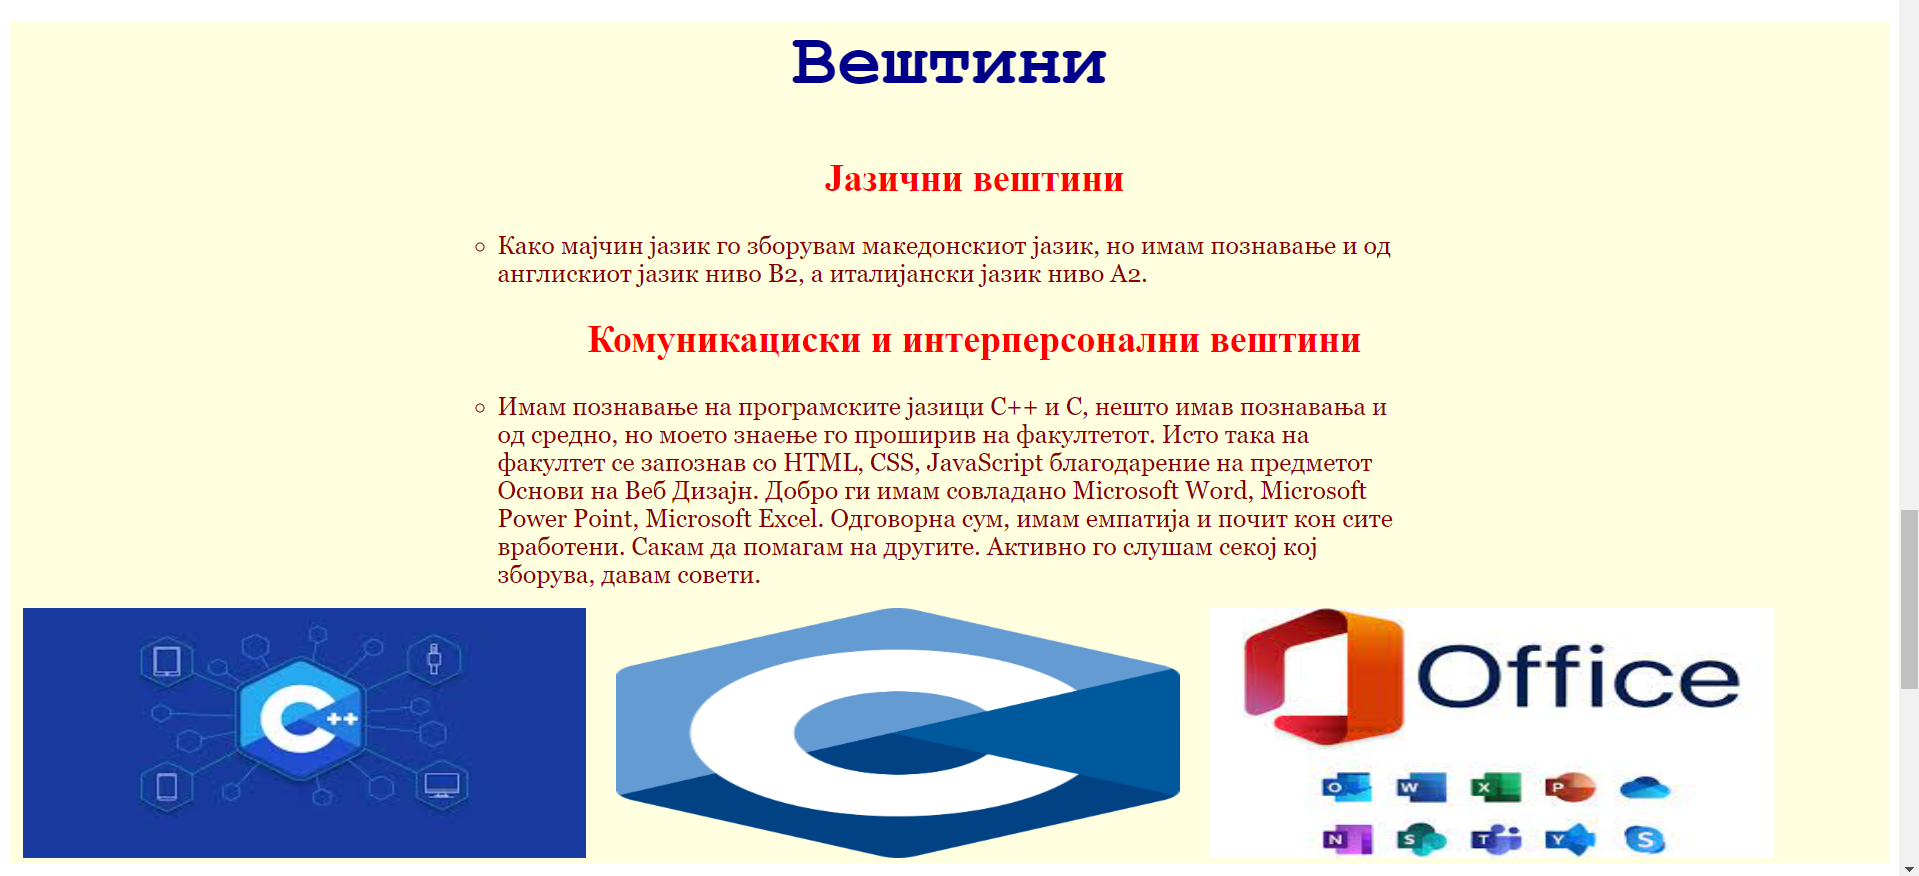 Вештини
Јазични вештини
Како мајчин јазик го зборувам македонскиот јазик, но имам познавање и од
англискиот јазик ниво B2, а италијански јазик ниво А2.
Комуникациски и интерперсонални вештини
Имам познавање на програмските јазици C++ и C, нешто имав познавања и
од средно, но моето знаење го проширив на факултетот. Исто така на
факултет се запознав со HTML, CSS, JavaScript благодарение на предметот
Основи на Веб Дизајн. Добро ги имам совладано Microsoft Word, Microsoft
Power Point, Microsoft Excel. Одговорна сум, имам емпатија и почит кон сите
вработени. Сакам да помагам на другите. Активно го слушам секој кој
зборува, давам совети.
C++
C
Office
O W X P
N S T Y S